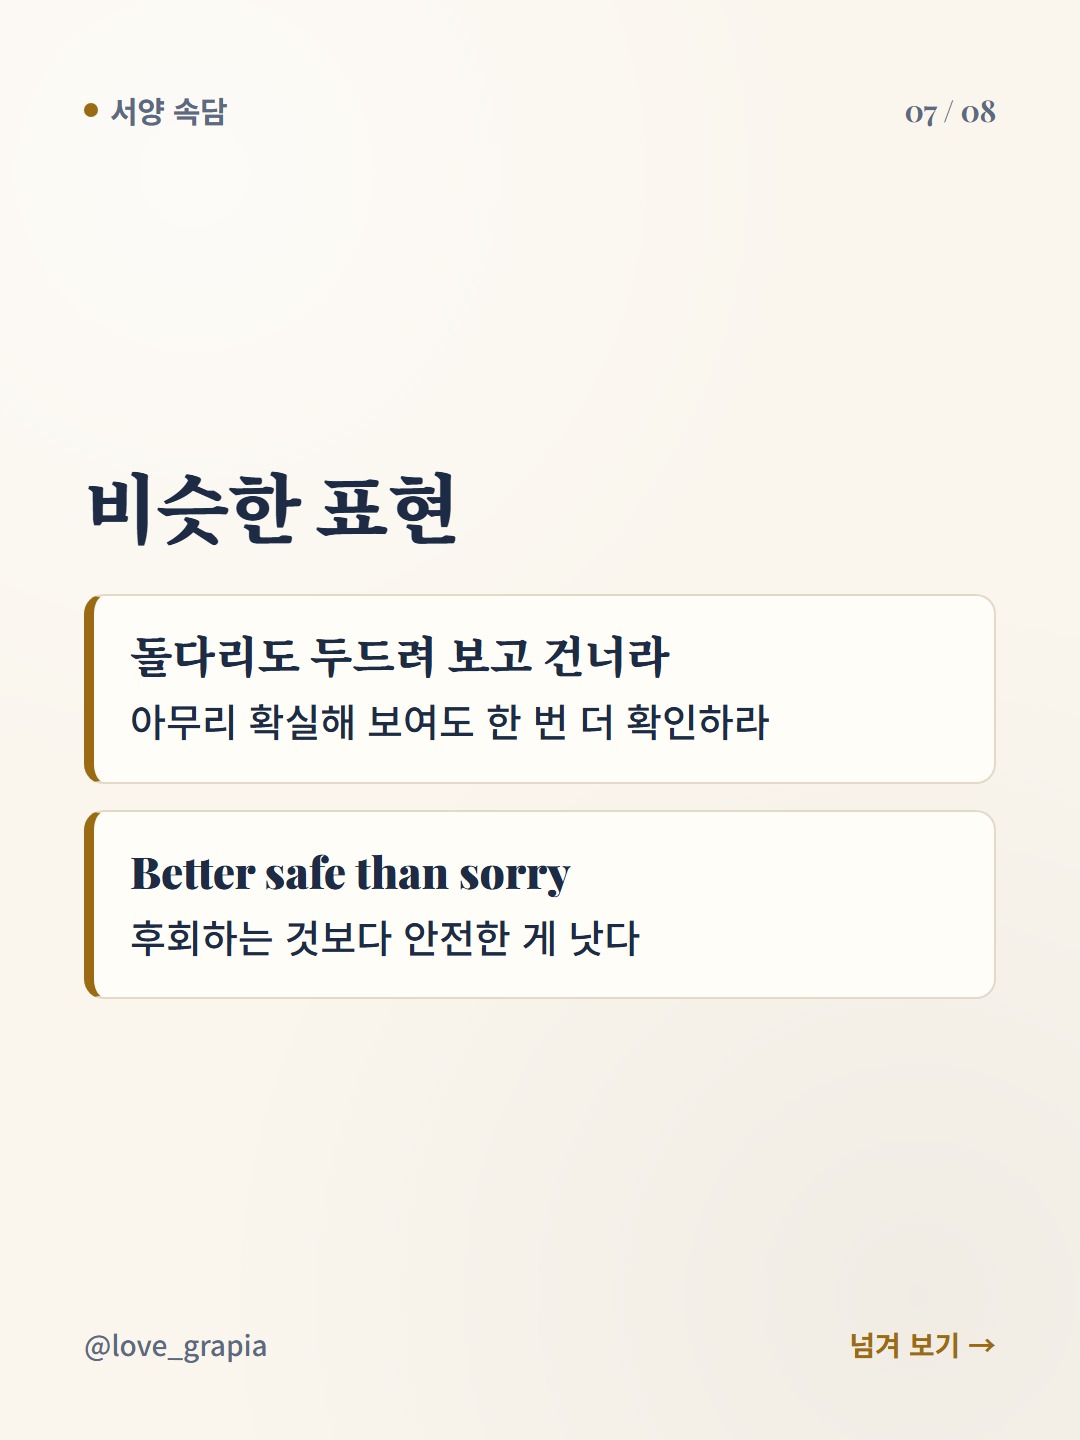 서양 속담
07 / 08
비슷한 표현
돌다리도 두드려 보고 건너라
아무리 확실해 보여도 한 번 더 확인하라
Better safe than sorry
후회하는 것보다 안전한 게 낫다
@love_grapia
넘겨 보기 →